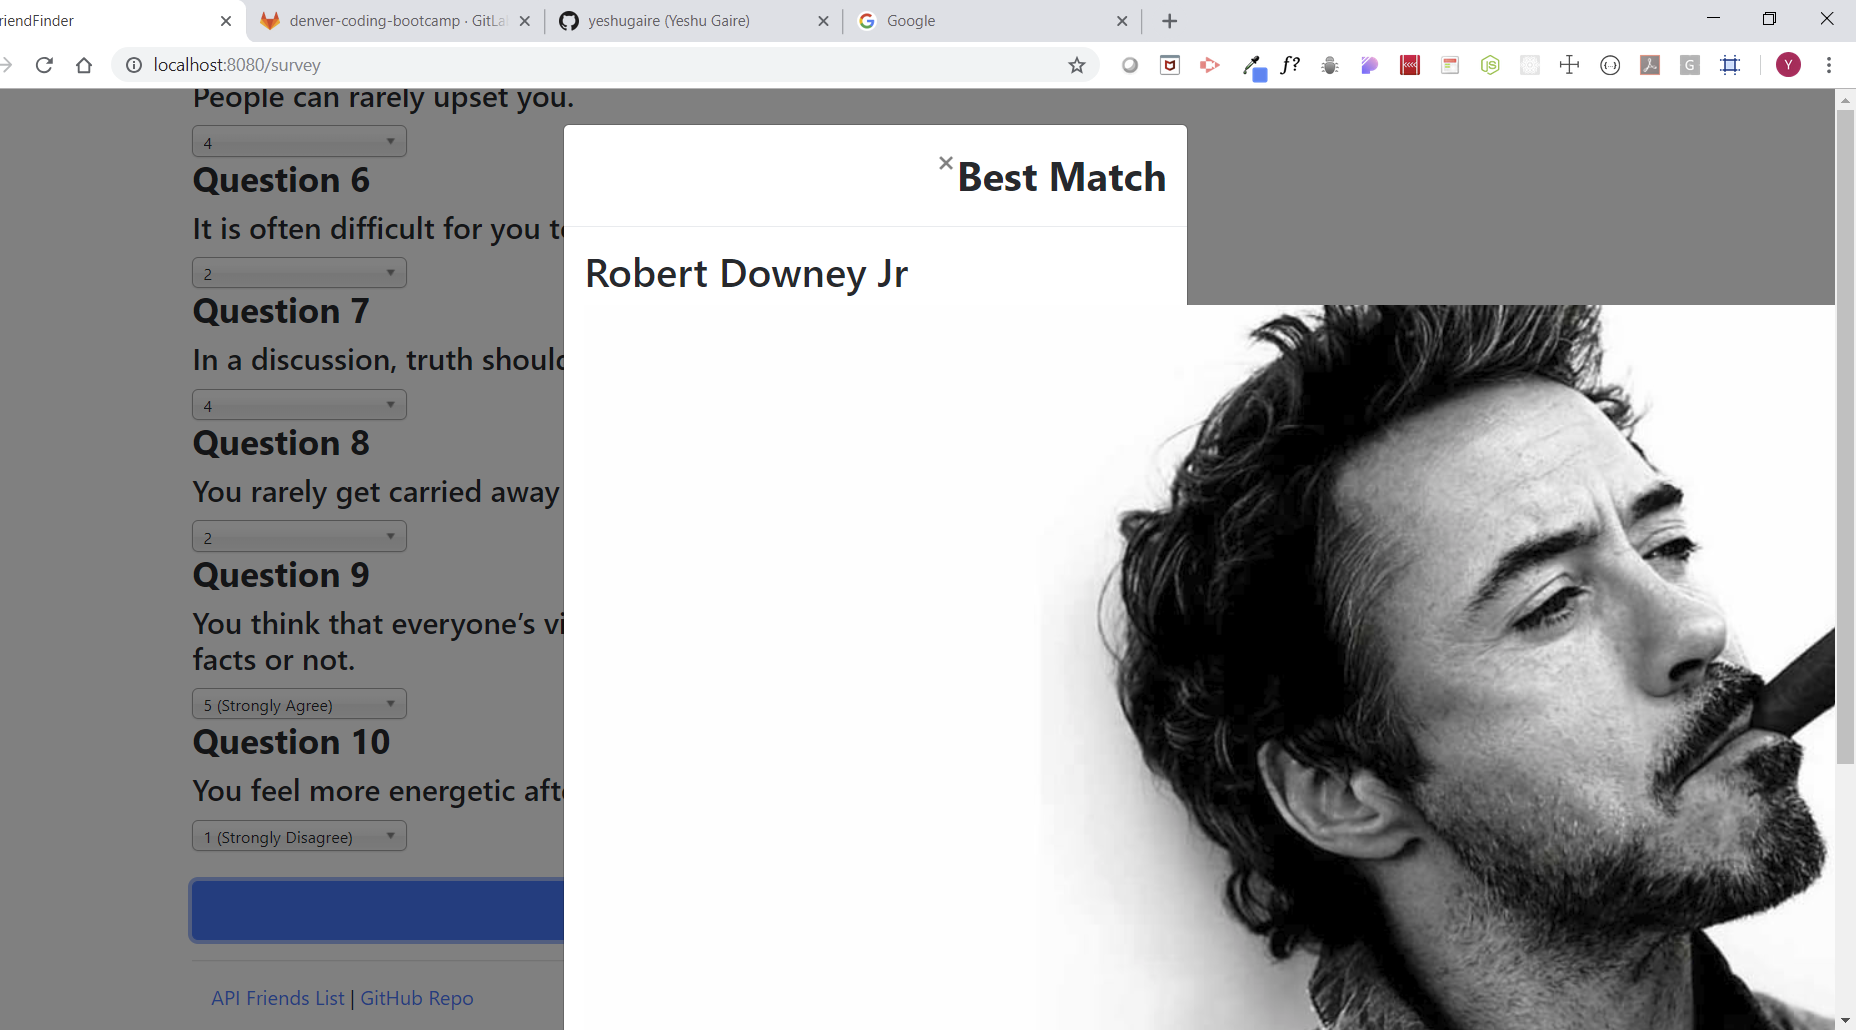 riendFinder
denver-coding-bootcamp · GitLa
yeshugaire (Yeshu Gaire)
Google
localhost:8080/survey
f?
JS
G
Y
People can rarely upset you.
4
Question 6
It is often difficult for you to
2
Question 7
In a discussion, truth should
4
Question 8
You rarely get carried away
2
Question 9
You think that everyone’s vi
facts or not.
5 (Strongly Agree)
Question 10
You feel more energetic afte
1 (Strongly Disagree)
API Friends List | GitHub Repo
×Best Match
Robert Downey Jr